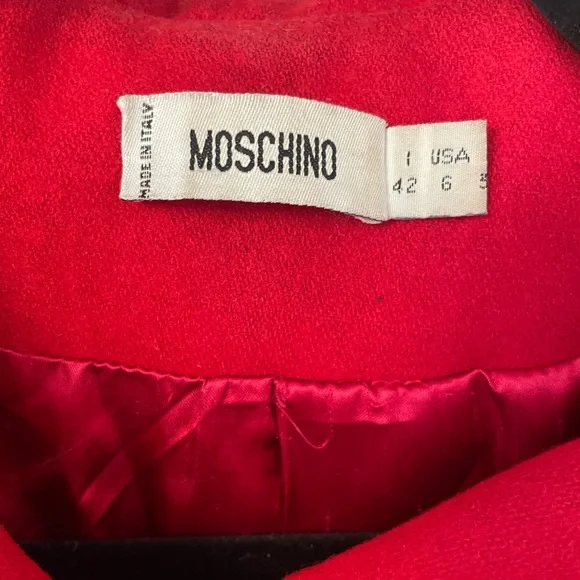 MADE IN ITALY
MOSCHINO
I USA
42 6